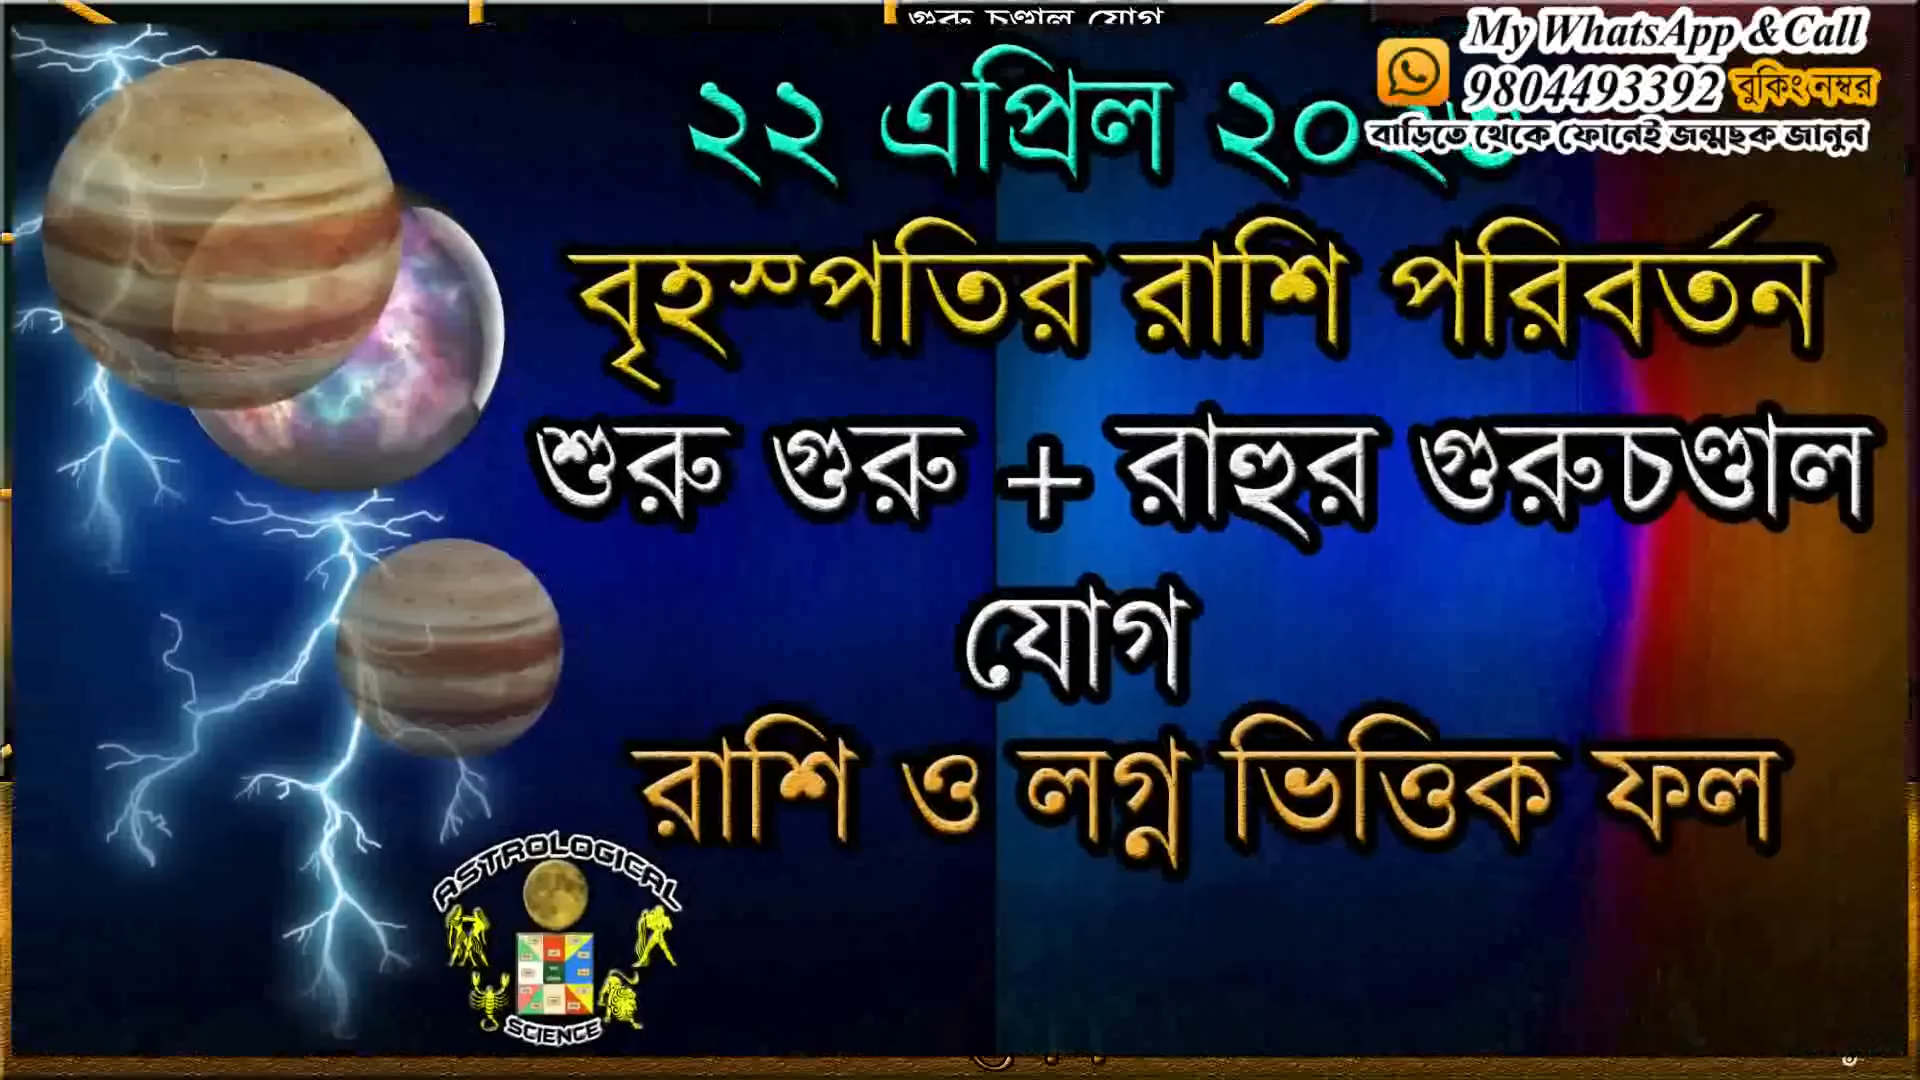 গুরু চণ্ডাল যোগ
My WhatsApp &Call
9804493392 বুকিং নম্বর
বাড়িতে থেকে ফোনেই জন্মছক জানুন
২২ এপ্রিল
বৃহস্পতির রাশি পরিবর্তন
শুরু গুরু + রাহুর গুরুচণ্ডাল
যোগ
রাশি ও লগ্ন ভিত্তিক ফল
ASTROLOGICAL
SCIENCE